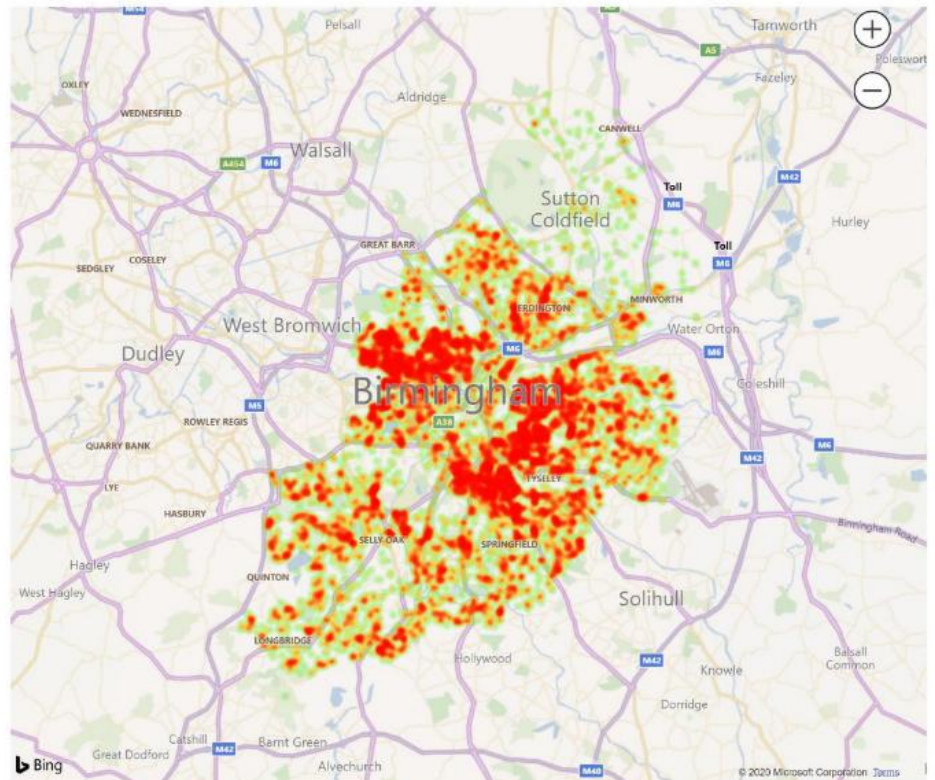 A454
A5
Pelsall
Tamworth
Poleswort
OXLEY
Aldridge
Fazeley
WEDNESFIELD
CANWELL
Walsall
A454
M6
M42
Toll
M6
Sutton
Coldfield
Hurley
GREAT BARR
Toll
COSELEY
SEDGLEY
M6
MINWORTH
ERDINGTON
West Bromwich
Water Orton
M6
M6
Dudley
Coleshill
Birmingham
M5
ROWLEY REGIS
A38
QUARRY BANK
M6
M42
TYSELEY
LYE
HASBURY
Birmingham Road
SELLY OAK
SPRINGFIELD
Hagley
QUINTON
West Hagley
Solihull
LONGBRIDGE
Hollywood
M42
Balsall
Common
Knowle
Dorridge
Catshill
M42
Barnt Green
Great Dodford
Alvechurch
Bing
M40
© 2020 Microsoft Corporation Terms